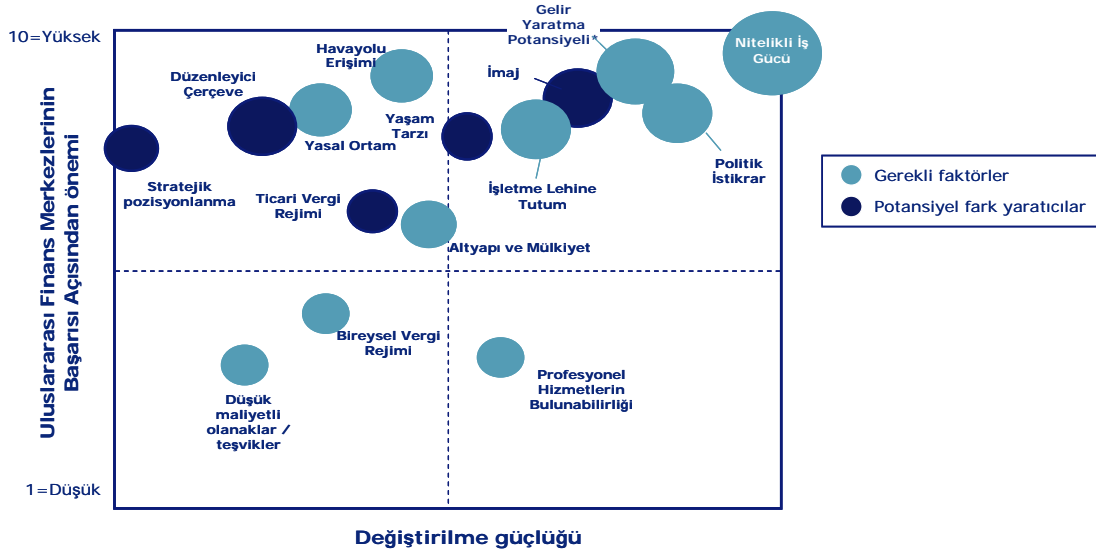 10=Yüksek
1=Düşük
Uluslararası Finans Merkezlerinin
Başarısı Açısından önemi
Gelir
Yaratma
Potansiyeli*
Nitelikli İş
Gücü
Havayolu
Erişimi
İmaj
Düzenleyici
Çerçeve
Yaşam
Tarzı
Yasal Ortam
Politik
İstikrar
Stratejik
pozisyonlanma
Ticari Vergi
Rejimi
İşletme Lehine
Tutum
Altyapı ve Mülkiyet
Bireysel Vergi
Rejimi
Profesyonel
Hizmetlerin
Bulunabilirliği
Düşük
maliyetli
olanaklar /
teşvikler
Değiştirilme güçlüğü
Gerekli faktörler
Potansiyel fark yaratıcılar